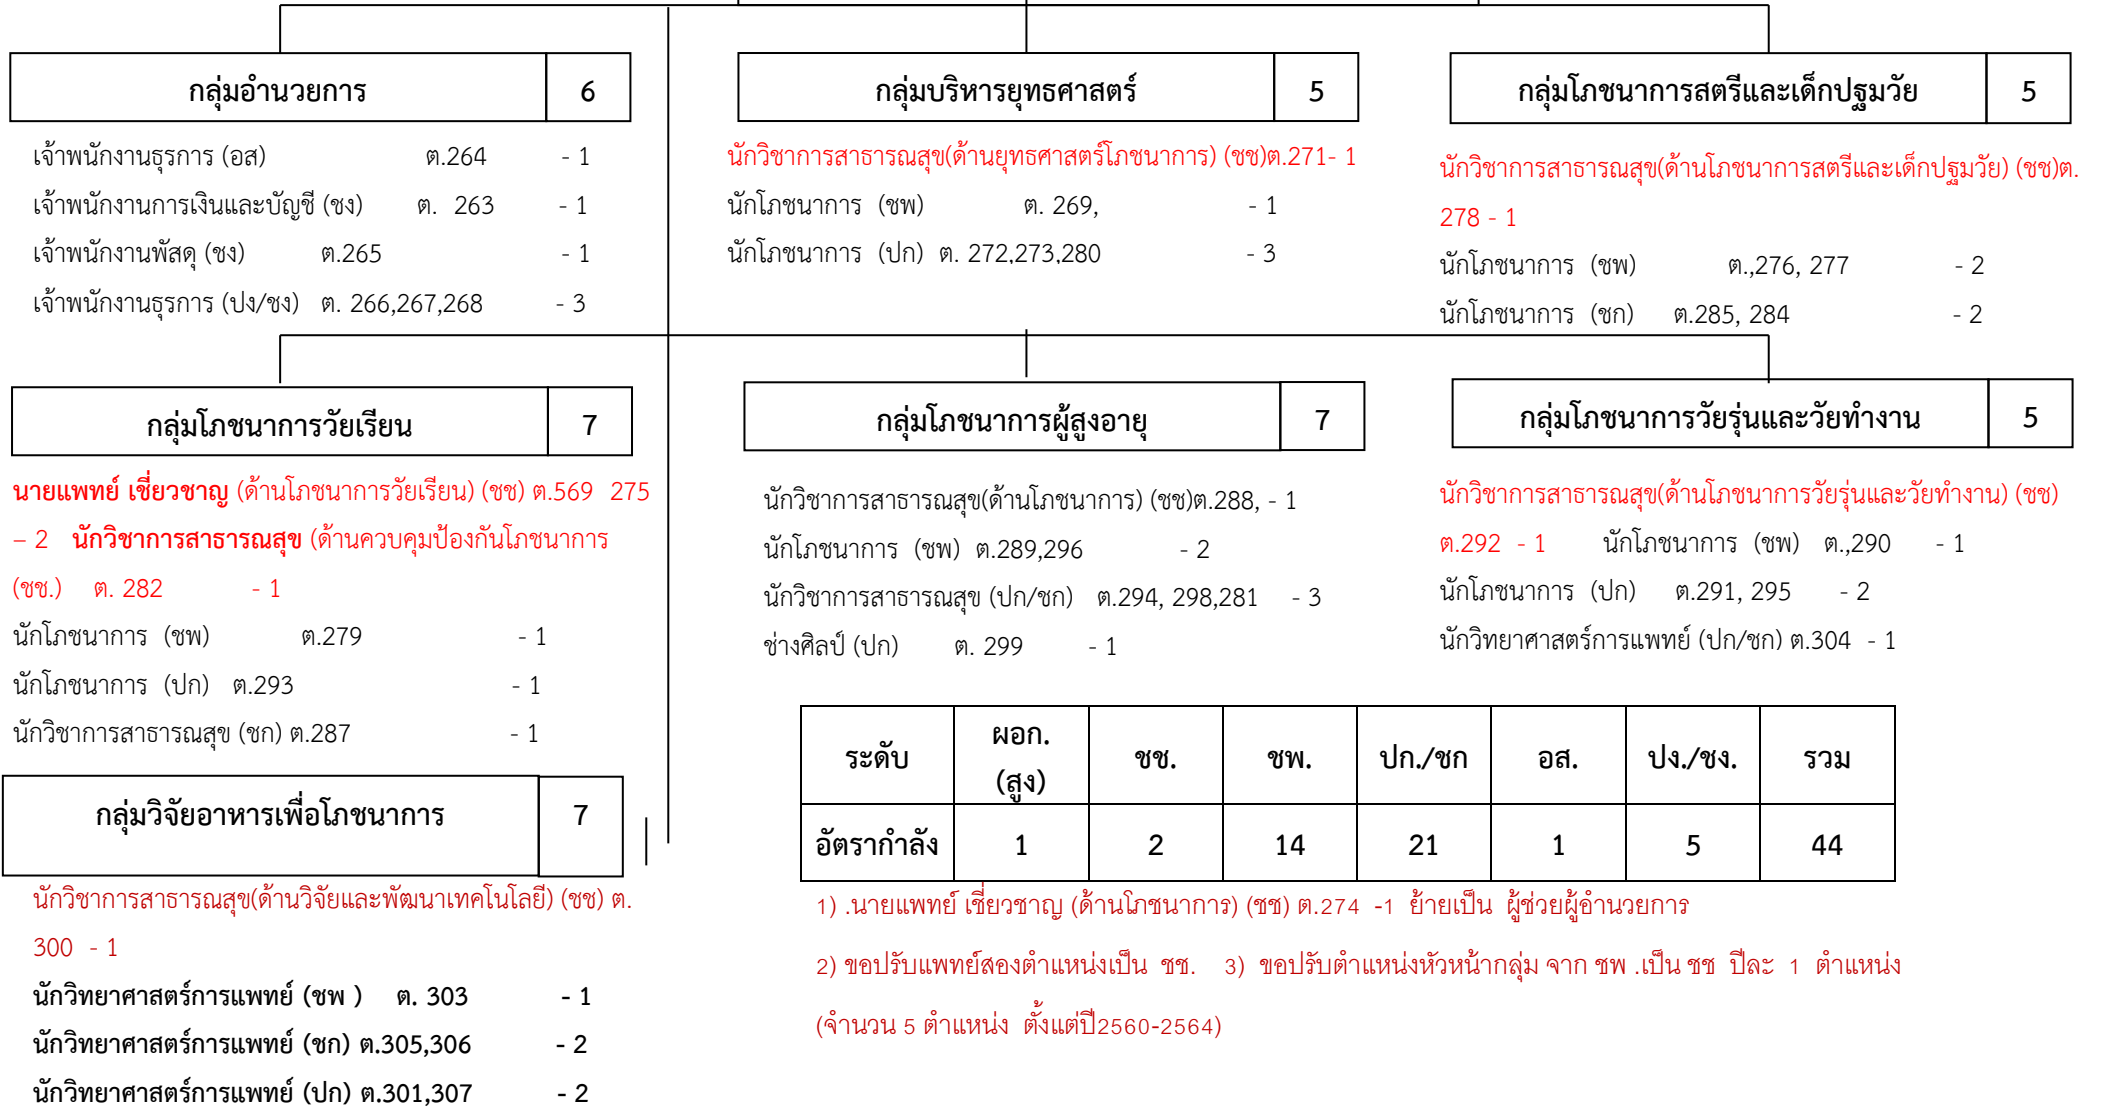 กลุ่มอำนวยการ 6
เจ้าพนักงานธุรการ (อส) ต.264 - 1
เจ้าพนักงานการเงินและบัญชี (ชง) ต. 263 - 1
เจ้าพนักงานพัสดุ (ชง) ต.265 - 1
เจ้าพนักงานธุรการ (ปง/ชง) ต. 266,267,268 - 3
กลุ่มบริหารยุทธศาสตร์ 5
นักวิชาการสาธารณสุข(ด้านยุทธศาสตร์โภชนาการ) (ชช)ต.271- 1
นักโภชนาการ (ชพ) ต. 269, - 1
นักโภชนาการ (ปก) ต. 272,273,280 - 3
กลุ่มโภชนาการสตรีและเด็กปฐมวัย 5
นักวิชาการสาธารณสุข(ด้านโภชนาการสตรีและเด็กปฐมวัย) (ชช)ต.
278 - 1
นักโภชนาการ (ชพ) ต.,276, 277 - 2
นักโภชนาการ (ชก) ต.285, 284 - 2
กลุ่มโภชนาการวัยเรียน 7
นายแพทย์ เชี่ยวชาญ (ด้านโภชนาการวัยเรียน) (ชช) ต.569 275
– 2 นักวิชาการสาธารณสุข (ด้านควบคุมป้องกันโภชนาการ
(ชช.) ต. 282 - 1
นักโภชนาการ (ชพ) ต.279 - 1
นักโภชนาการ (ปก) ต.293 - 1
นักวิชาการสาธารณสุข (ชก) ต.287 - 1
กลุ่มโภชนาการผู้สูงอายุ 7
นักวิชาการสาธารณสุข(ด้านโภชนาการ) (ชช)ต.288, - 1
นักโภชนาการ (ชพ) ต.289,296 - 2
นักวิชาการสาธารณสุข (ปก/ชก) ต.294, 298,281 - 3
ช่างศิลป์ (ปก) ต. 299 - 1
กลุ่มโภชนาการวัยรุ่นและวัยทำงาน 5
นักวิชาการสาธารณสุข(ด้านโภชนาการวัยรุ่นและวัยทำงาน) (ชช)
ต.292 - 1 นักโภชนาการ (ชพ) ต.,290 - 1
นักโภชนาการ (ปก) ต.291, 295 - 2
นักวิทยาศาสตร์การแพทย์ (ปก/ชก) ต.304 - 1
กลุ่มวิจัยอาหารเพื่อโภชนาการ 7
นักวิชาการสาธารณสุข(ด้านวิจัยและพัฒนาเทคโนโลยี) (ชช) ต.
300 - 1
นักวิทยาศาสตร์การแพทย์ (ชพ ) ต. 303 - 1
นักวิทยาศาสตร์การแพทย์ (ชก) ต.305,306 - 2
นักวิทยาศาสตร์การแพทย์ (ปก) ต.301,307 - 2
ระดับ ผอก. (สูง) ชช. ชพ. ปก./ชก อส. ปง./ชง. รวม
อัตรากำลัง 1 2 14 21 1 5 44
1) .นายแพทย์ เชี่ยวชาญ (ด้านโภชนาการ) (ชช) ต.274 -1 ย้ายเป็น ผู้ช่วยผู้อำนวยการ
2) ขอปรับแพทย์สองตำแหน่งเป็น ชช. 3) ขอปรับตำแหน่งหัวหน้ากลุ่ม จาก ชพ .เป็น ชช ปีละ 1 ตำแหน่ง
(จำนวน 5 ตำแหน่ง ตั้งแต่ปี2560-2564)